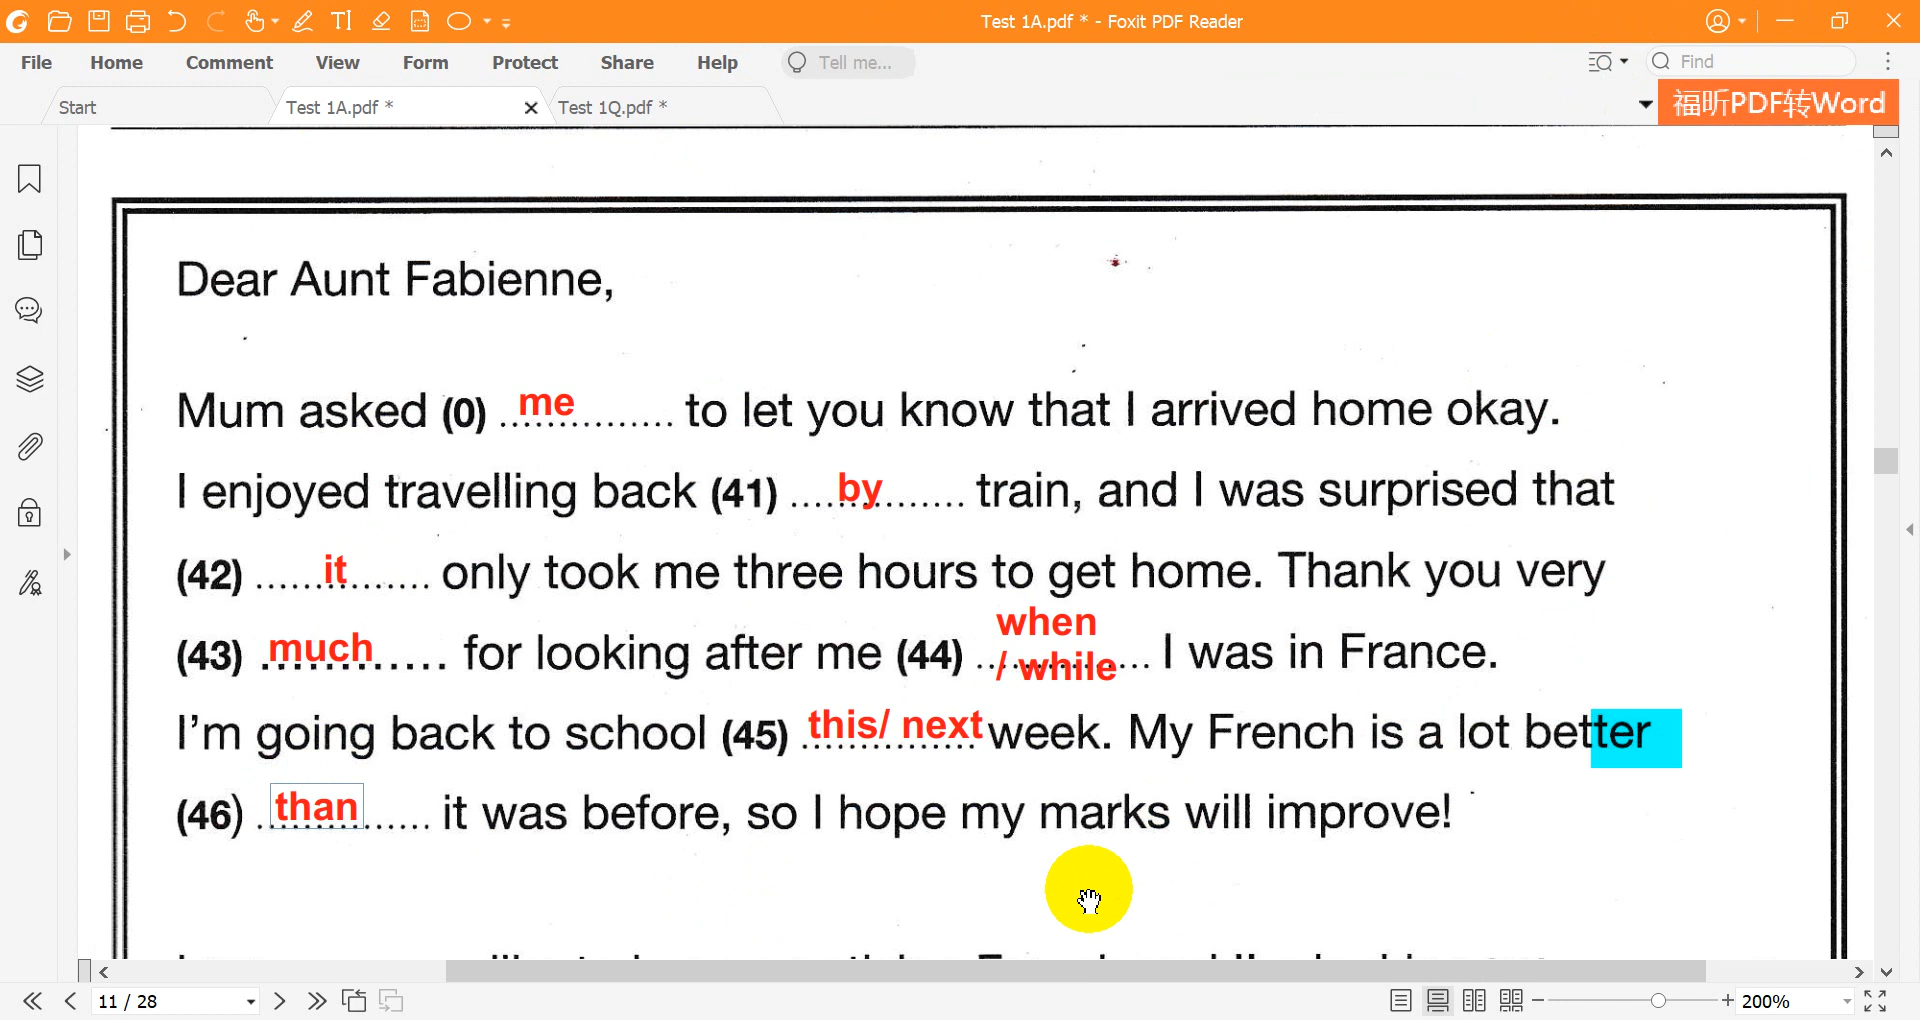 Test 1A.pdf * - Foxit PDF Reader
File Home Comment View Form Protect Share Help Tell me... Find
Start Test 1A.pdf * Test 1Q.pdf * 福昕PDF转Word
Dear Aunt Fabienne,
Mum asked (0) me to let you know that I arrived home okay.
I enjoyed travelling back (41) by train, and I was surprised that
(42) it only took me three hours to get home. Thank you very
(43) much for looking after me (44) when / while I was in France.
I'm going back to school (45) this/ next week. My French is a lot better
(46) than it was before, so I hope my marks will improve!
11 / 28 200%